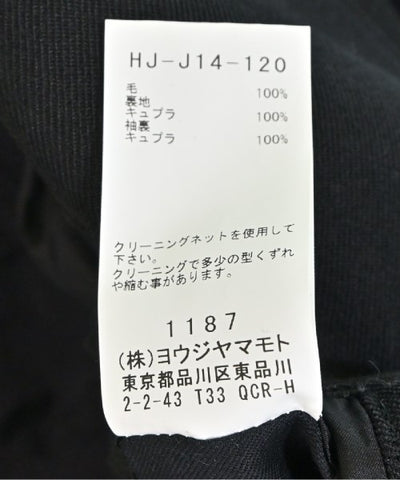 HJ-J14-120
毛 100%
裏地
キュプラ 100%
袖裏
キュプラ 100%
クリーニングネットを使用して
下さい。
クリーニングで多少の型くずれ
や縮む事があります。
1187
(株)ヨウジヤマモト
東京都品川区東品川
2-2-43 T33 QCR-H